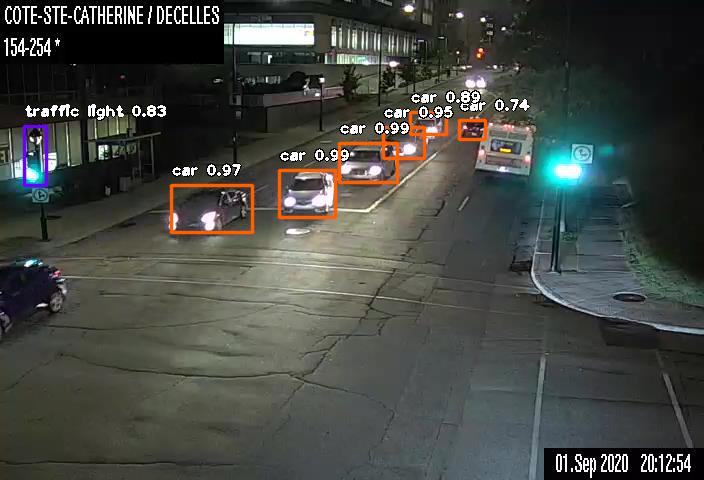 COTE-STE-CATHERINE / DECELLES
154-254 *
traffic light 0.83
car 0.89
car 0.74
car 0.95
car 0.99
car 0.99
car 0.97
01.Sep 2020 20:12:54